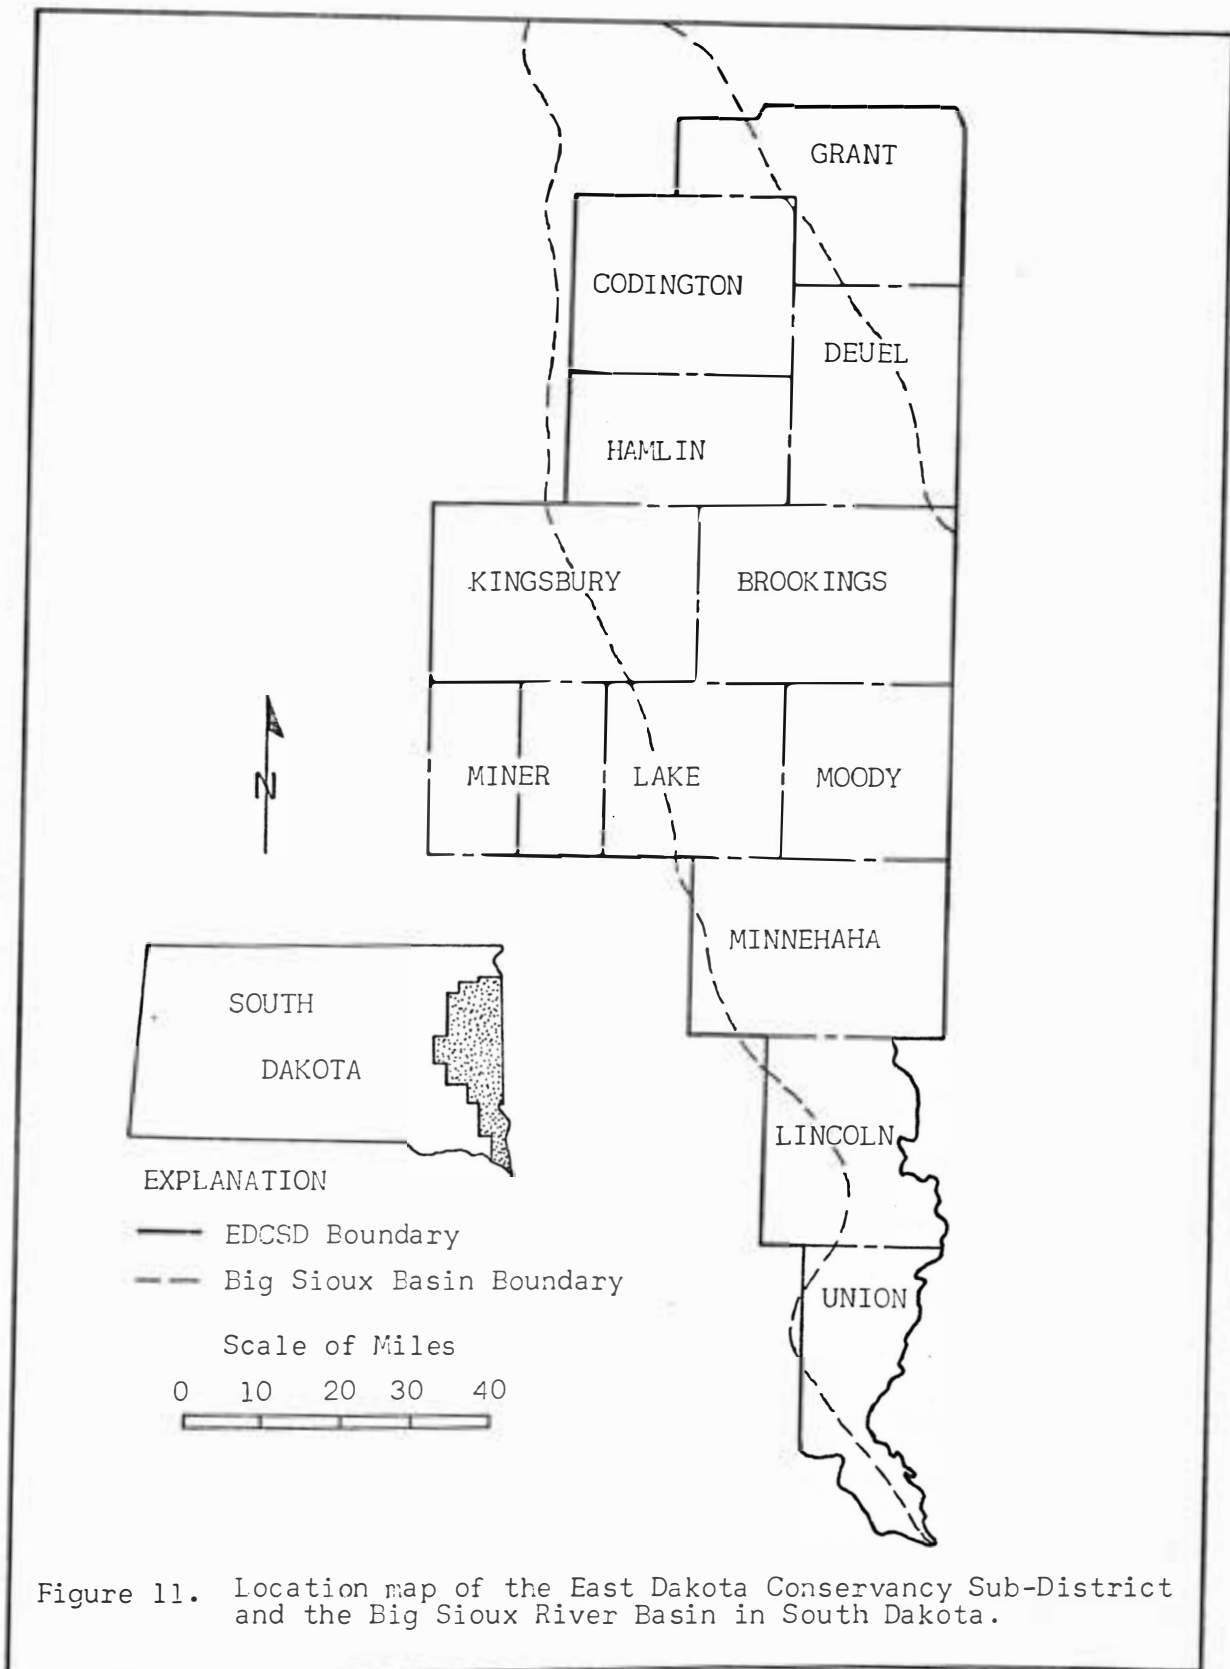 GRANT
CODINGTON
DEUEL
HAMLIN
KINGSBURY
BROOKINGS
MINER
LAKE
MOODY
N
MINNEHAHA
SOUTH
DAKOTA
LINCOLN
UNION
EXPLANATION
EDCSD Boundary
Big Sioux Basin Boundary
Scale of Miles
0 10 20 30 40
Figure 11. Location map of the East Dakota Conservancy Sub-District
and the Big Sioux River Basin in South Dakota.